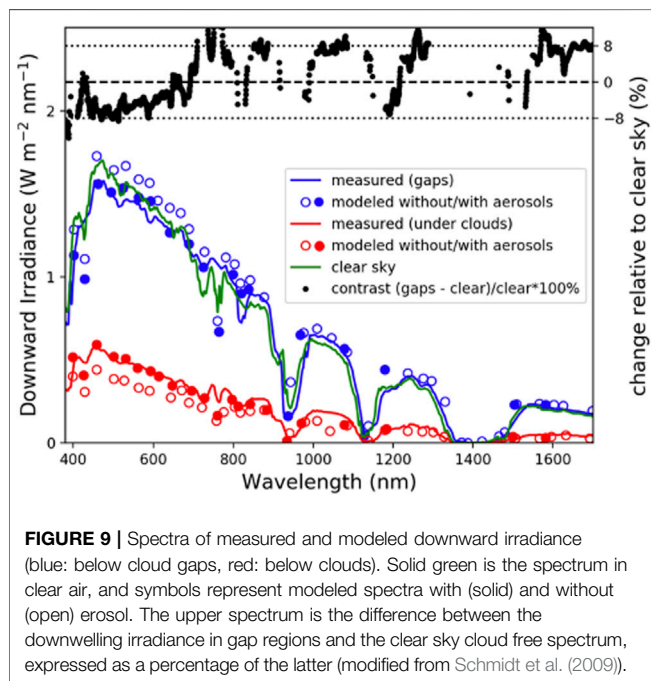 8
0
−8
change relative to clear sky (%)
2
1
0
Downward Irradiance (W m⁻² nm⁻¹)
measured (gaps)
modeled without/with aerosols
measured (under clouds)
modeled without/with aerosols
clear sky
contrast (gaps - clear)/clear*100%
400 600 800 1000 1200 1400 1600
Wavelength (nm)
FIGURE 9 | Spectra of measured and modeled downward irradiance
(blue: below cloud gaps, red: below clouds). Solid green is the spectrum in
clear air, and symbols represent modeled spectra with (solid) and without
(open) erosol. The upper spectrum is the difference between the
downwelling irradiance in gap regions and the clear sky cloud free spectrum,
expressed as a percentage of the latter (modified from Schmidt et al. (2009)).